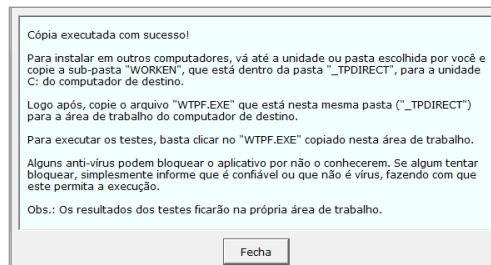 Cópia executada com sucesso!
Para instalar em outros computadores, vá até a unidade ou pasta escolhida por você e
copie a sub-pasta "WORKEN", que está dentro da pasta "_TPDIRECT", para a unidade
C: do computador de destino.
Logo após, copie o arquivo "WTPF.EXE" que está nesta mesma pasta ("_TPDIRECT")
para a área de trabalho do computador de destino.
Para executar os testes, basta clicar no "WTPF.EXE" copiado nesta área de trabalho.
Alguns anti-vírus podem bloquear o aplicativo por não o conhecerem. Se algum tentar
bloquear, simplesmente informe que é confiável ou que não é vírus, fazendo com que
este permita a execução.
Obs.: Os resultados dos testes ficarão na própria área de trabalho.
Fecha